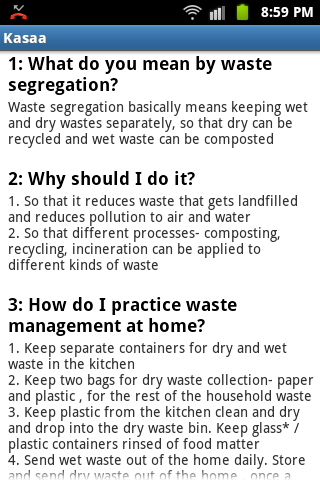 8:59 PM
Kasaa
1: What do you mean by waste
segregation?
Waste segregation basically means keeping wet
and dry wastes separately, so that dry can be
recycled and wet waste can be composted
2: Why should I do it?
1. So that it reduces waste that gets landfilled
and reduces pollution to air and water
2. So that different processes- composting,
recycling, incineration can be applied to
different kinds of waste
3: How do I practice waste
management at home?
1. Keep separate containers for dry and wet
waste in the kitchen
2. Keep two bags for dry waste collection- paper
and plastic , for the rest of the household waste
3. Keep plastic from the kitchen clean and dry
and drop into the dry waste bin. Keep glass* /
plastic containers rinsed of food matter
4. Send wet waste out of the home daily. Store
and send dry waste out of the home , once a